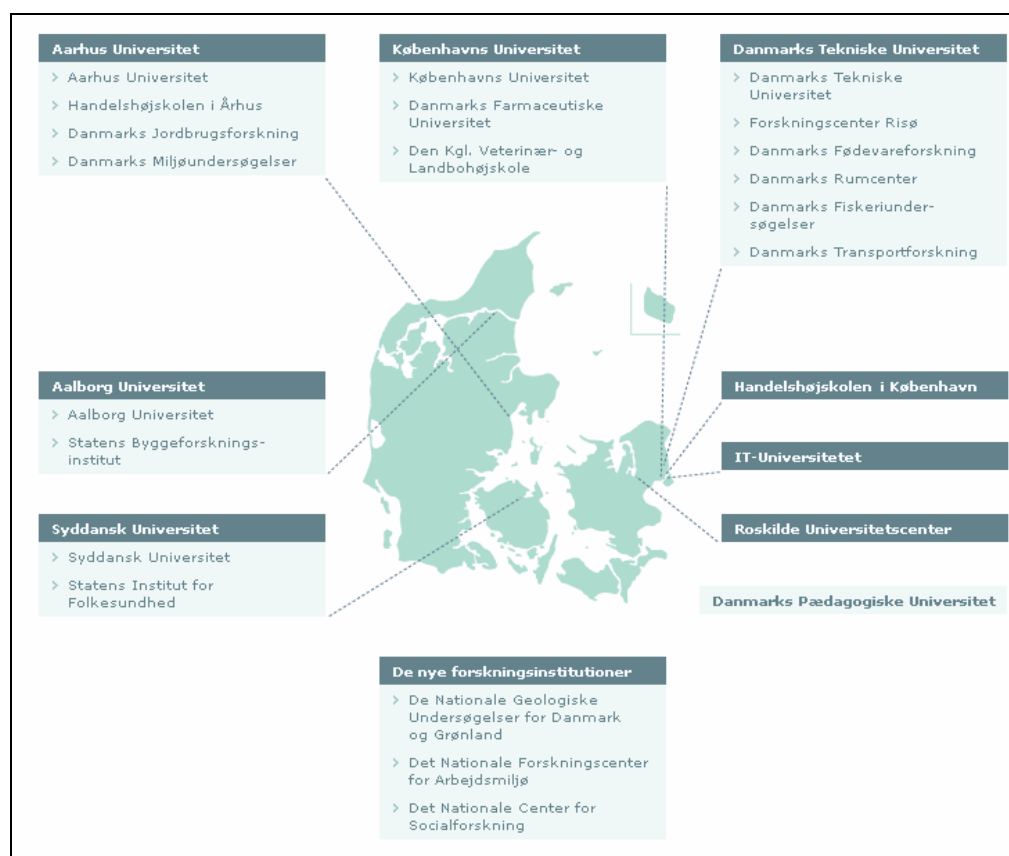 Aarhus Universitet
Aarhus Universitet
Handelshøjskolen i Århus
Danmarks Jordbrugsforskning
Danmarks Miljøundersøgelser
Københavns Universitet
Københavns Universitet
Danmarks Farmaceutiske
Universitet
Den Kgl. Veterinær- og
Landbohøjskole
Danmarks Tekniske Universitet
Danmarks Tekniske
Universitet
Forskningscenter Risø
Danmarks Fødevareforskning
Danmarks Rumcenter
Danmarks Fiskeriunder-
søgelser
Danmarks Transportforskning
Aalborg Universitet
Aalborg Universitet
Statens Byggeforsknings-
institut
Handelshøjskolen i København
IT-Universitetet
Syddansk Universitet
Syddansk Universitet
Statens Institut for
Folkesundhed
Roskilde Universitetscenter
Danmarks Pædagogiske Universitet
De nye forskningsinstitutioner
De Nationale Geologiske
Undersøgelser for Danmark
og Grønland
Det Nationale Forskningscenter
for Arbejdsmiljø
Det Nationale Center for
Socialforskning